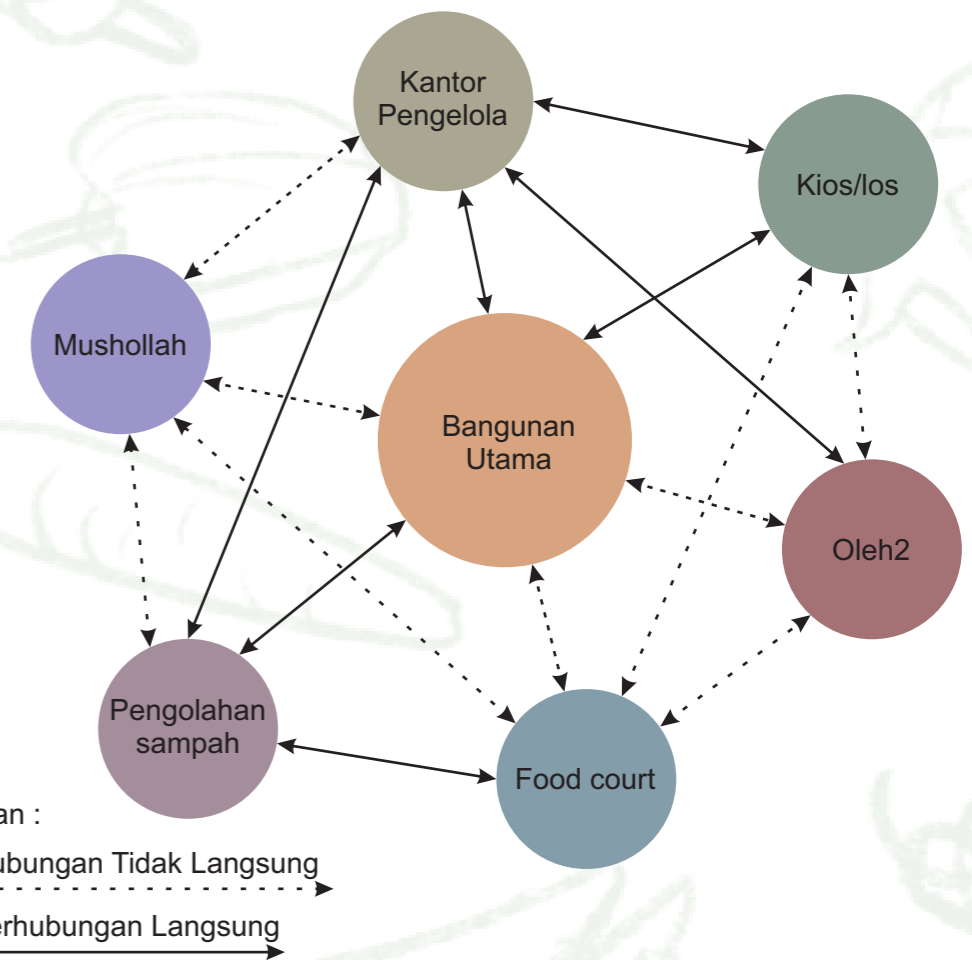 Kantor
Pengelola
Kios/los
Mushollah
Bangunan
Utama
Oleh2
Pengolahan
sampah
Food court
an :
ubungan Tidak Langsung
erhubungan Langsung